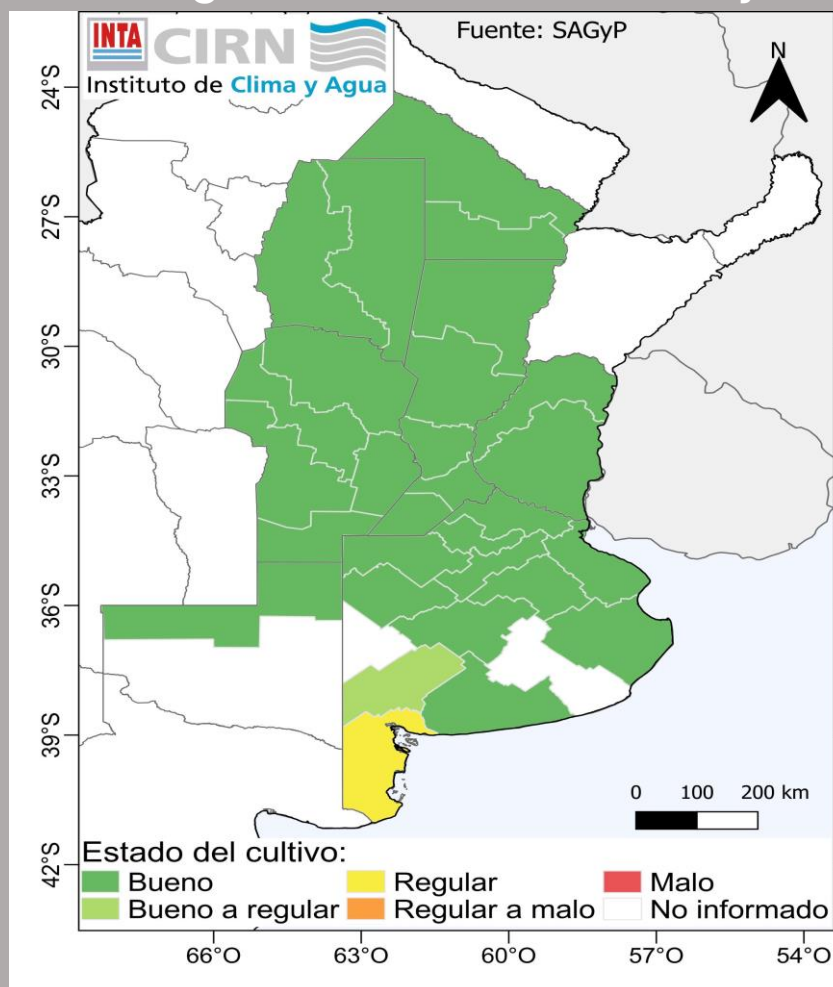 INTA CIRN
Instituto de Clima y Agua
Fuente: SAGyP
N
24°S
27°S
30°S
33°S
36°S
39°S
42°S
0 100 200 km
Estado del cultivo:
Bueno Regular Malo
Bueno a regular Regular a malo No informado
66°O 63°O 60°O 57°O 54°O